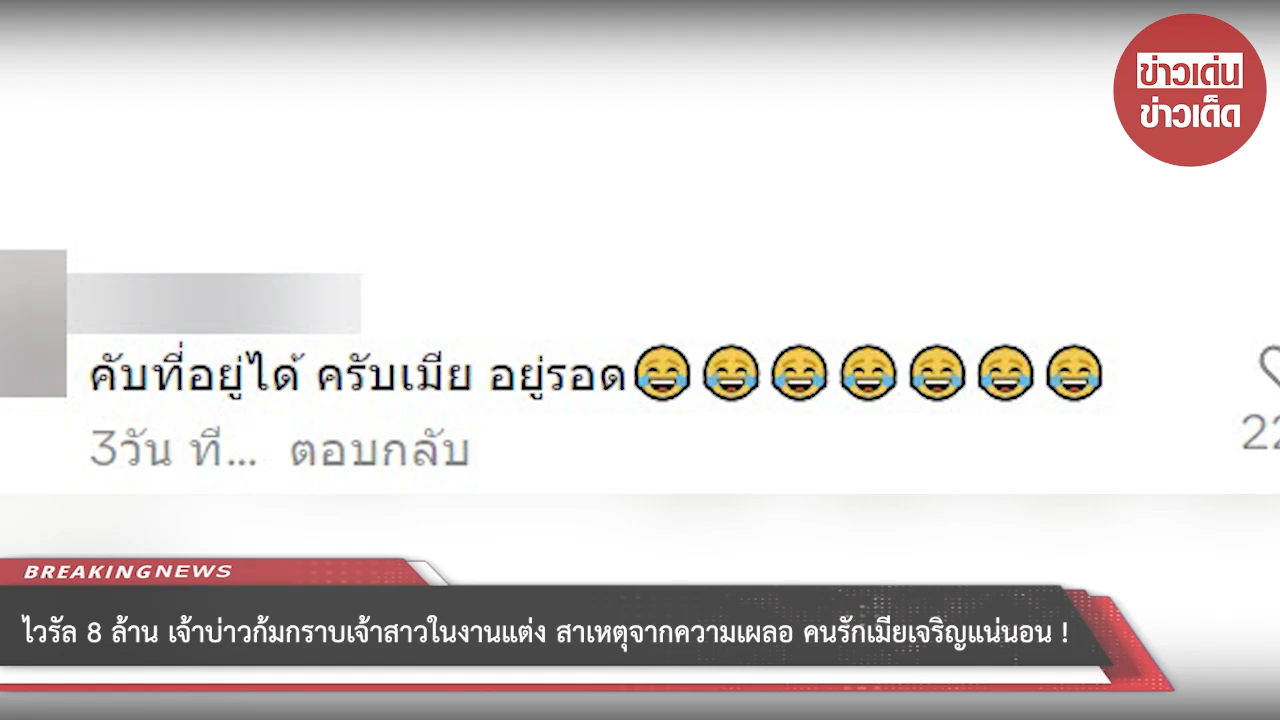 ข่าวเด่น
ข่าวเด็ด
คับที่อยู่ได้ ครับเมีย อยู่รอด😂😂😂😂😂😂😂
3วัน ที่... ตอบกลับ
22
BREAKINGNEWS
ไวรัล 8 ล้าน เจ้าบ่าวก้มกราบเจ้าสาวในงานแต่ง สาเหตุจากความเผลอ คนรักเมียเจริญแน่นอน !